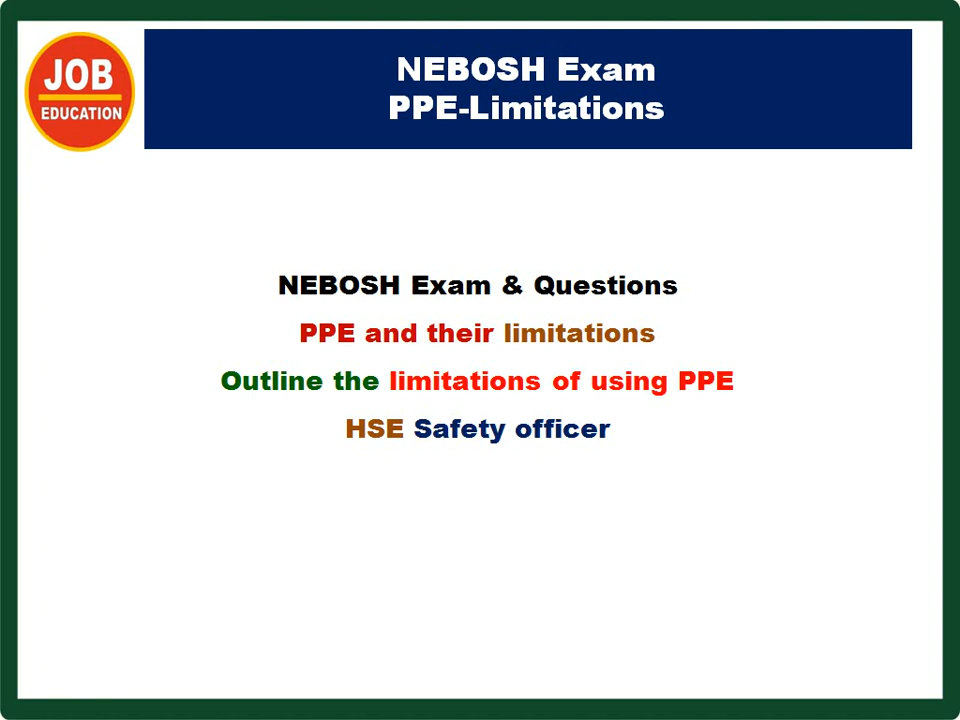 JOB
EDUCATION
NEBOSH Exam
PPE-Limitations
NEBOSH Exam & Questions
PPE and their limitations
Outline the limitations of using PPE
HSE Safety officer